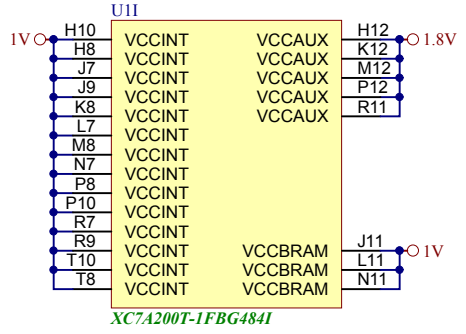 U1I
1V H10 VCCINT VCCAUX H12 1.8V
H8 VCCINT VCCAUX K12
J7 VCCINT VCCAUX M12
J9 VCCINT VCCAUX P12
K8 VCCINT VCCAUX R11
L7 VCCINT
M8 VCCINT
N7 VCCINT
P8 VCCINT
P10 VCCINT
R7 VCCINT
R9 VCCINT VCCBRAM J11 1V
T10 VCCINT VCCBRAM L11
T8 VCCINT VCCBRAM N11
XC7A200T-1FBG484I